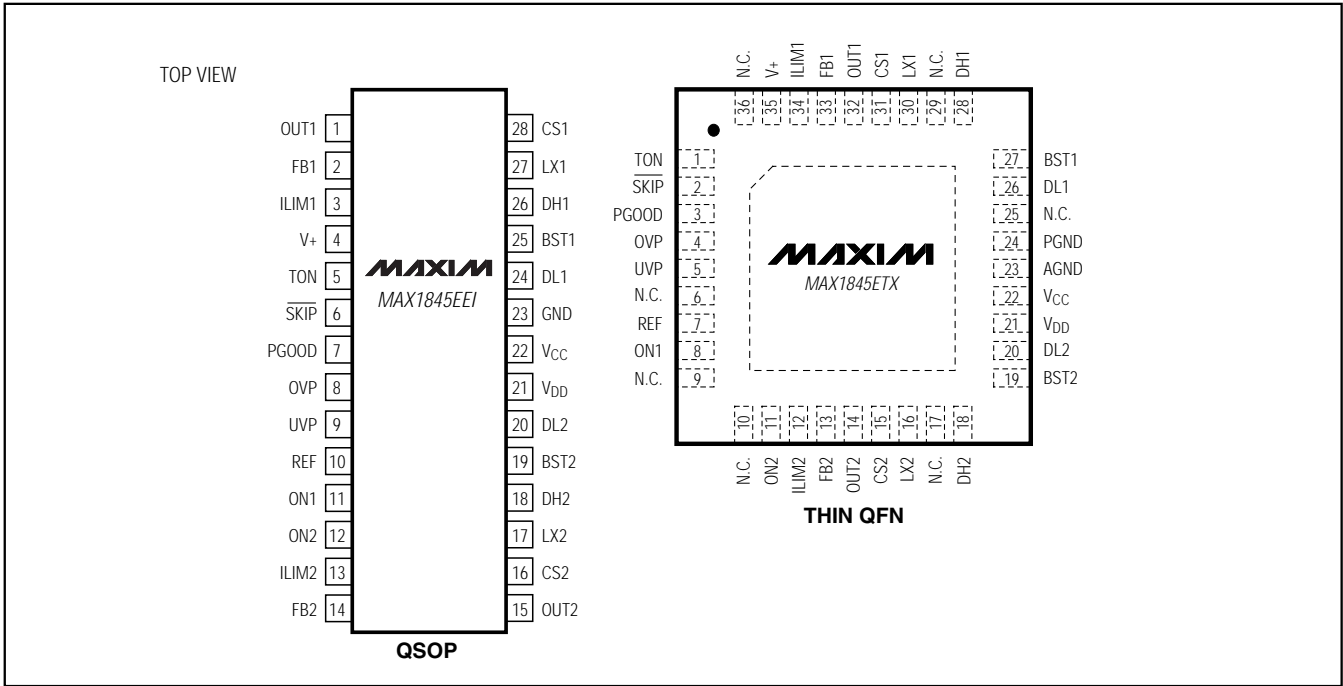 TOP VIEW
OUT1 1
FB1 2
ILIM1 3
V+ 4
TON 5
SKIP 6
PGOOD 7
OVP 8
UVP 9
REF 10
ON1 11
ON2 12
ILIM2 13
FB2 14
MAXIM
MAX1845EEI
28 CS1
27 LX1
26 DH1
25 BST1
24 DL1
23 GND
22 VCC
21 VDD
20 DL2
19 BST2
18 DH2
17 LX2
16 CS2
15 OUT2
QSOP
N.C. V+ ILIM1 FB1 OUT1 CS1 LX1 N.C. DH1
36 35 34 33 32 31 30 29 28
TON 1
SKIP 2
PGOOD 3
OVP 4
UVP 5
N.C. 6
REF 7
ON1 8
N.C. 9
MAXIM
MAX1845ETX
27 BST1
26 DL1
25 N.C.
24 PGND
23 AGND
22 VCC
21 VDD
20 DL2
19 BST2
10 11 12 13 14 15 16 17 18
N.C. ON2 ILIM2 FB2 OUT2 CS2 LX2 N.C. DH2
THIN QFN